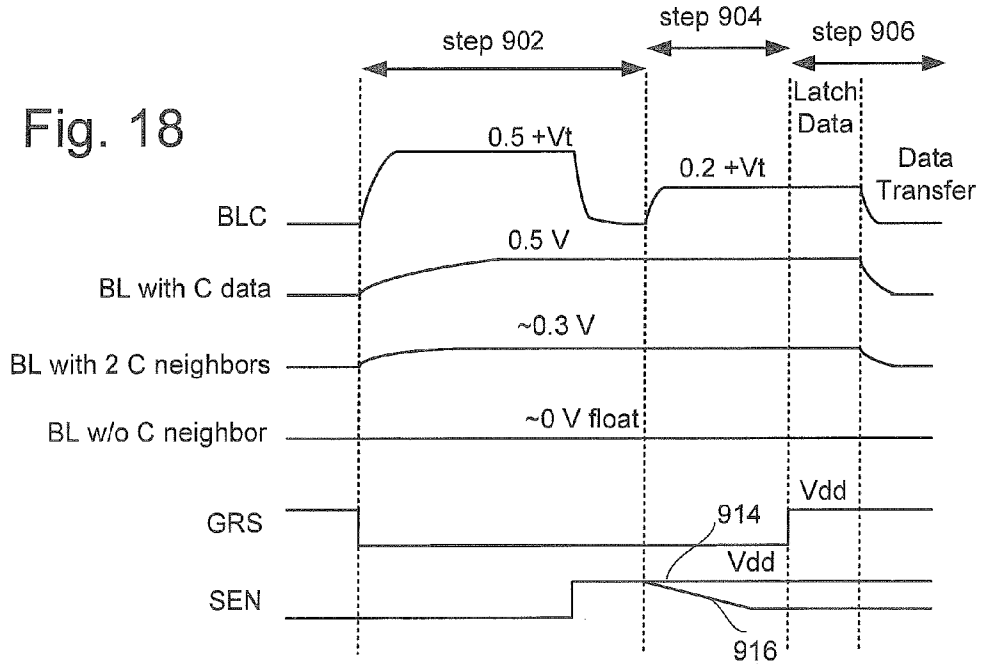 step 902
step 904
step 906
Fig. 18
Latch
Data
0.5 +Vt
0.2 +Vt
Data
Transfer
BLC
0.5 V
BL with C data
~0.3 V
BL with 2 C neighbors
~0 V float
BL w/o C neighbor
Vdd
914
GRS
Vdd
SEN
916